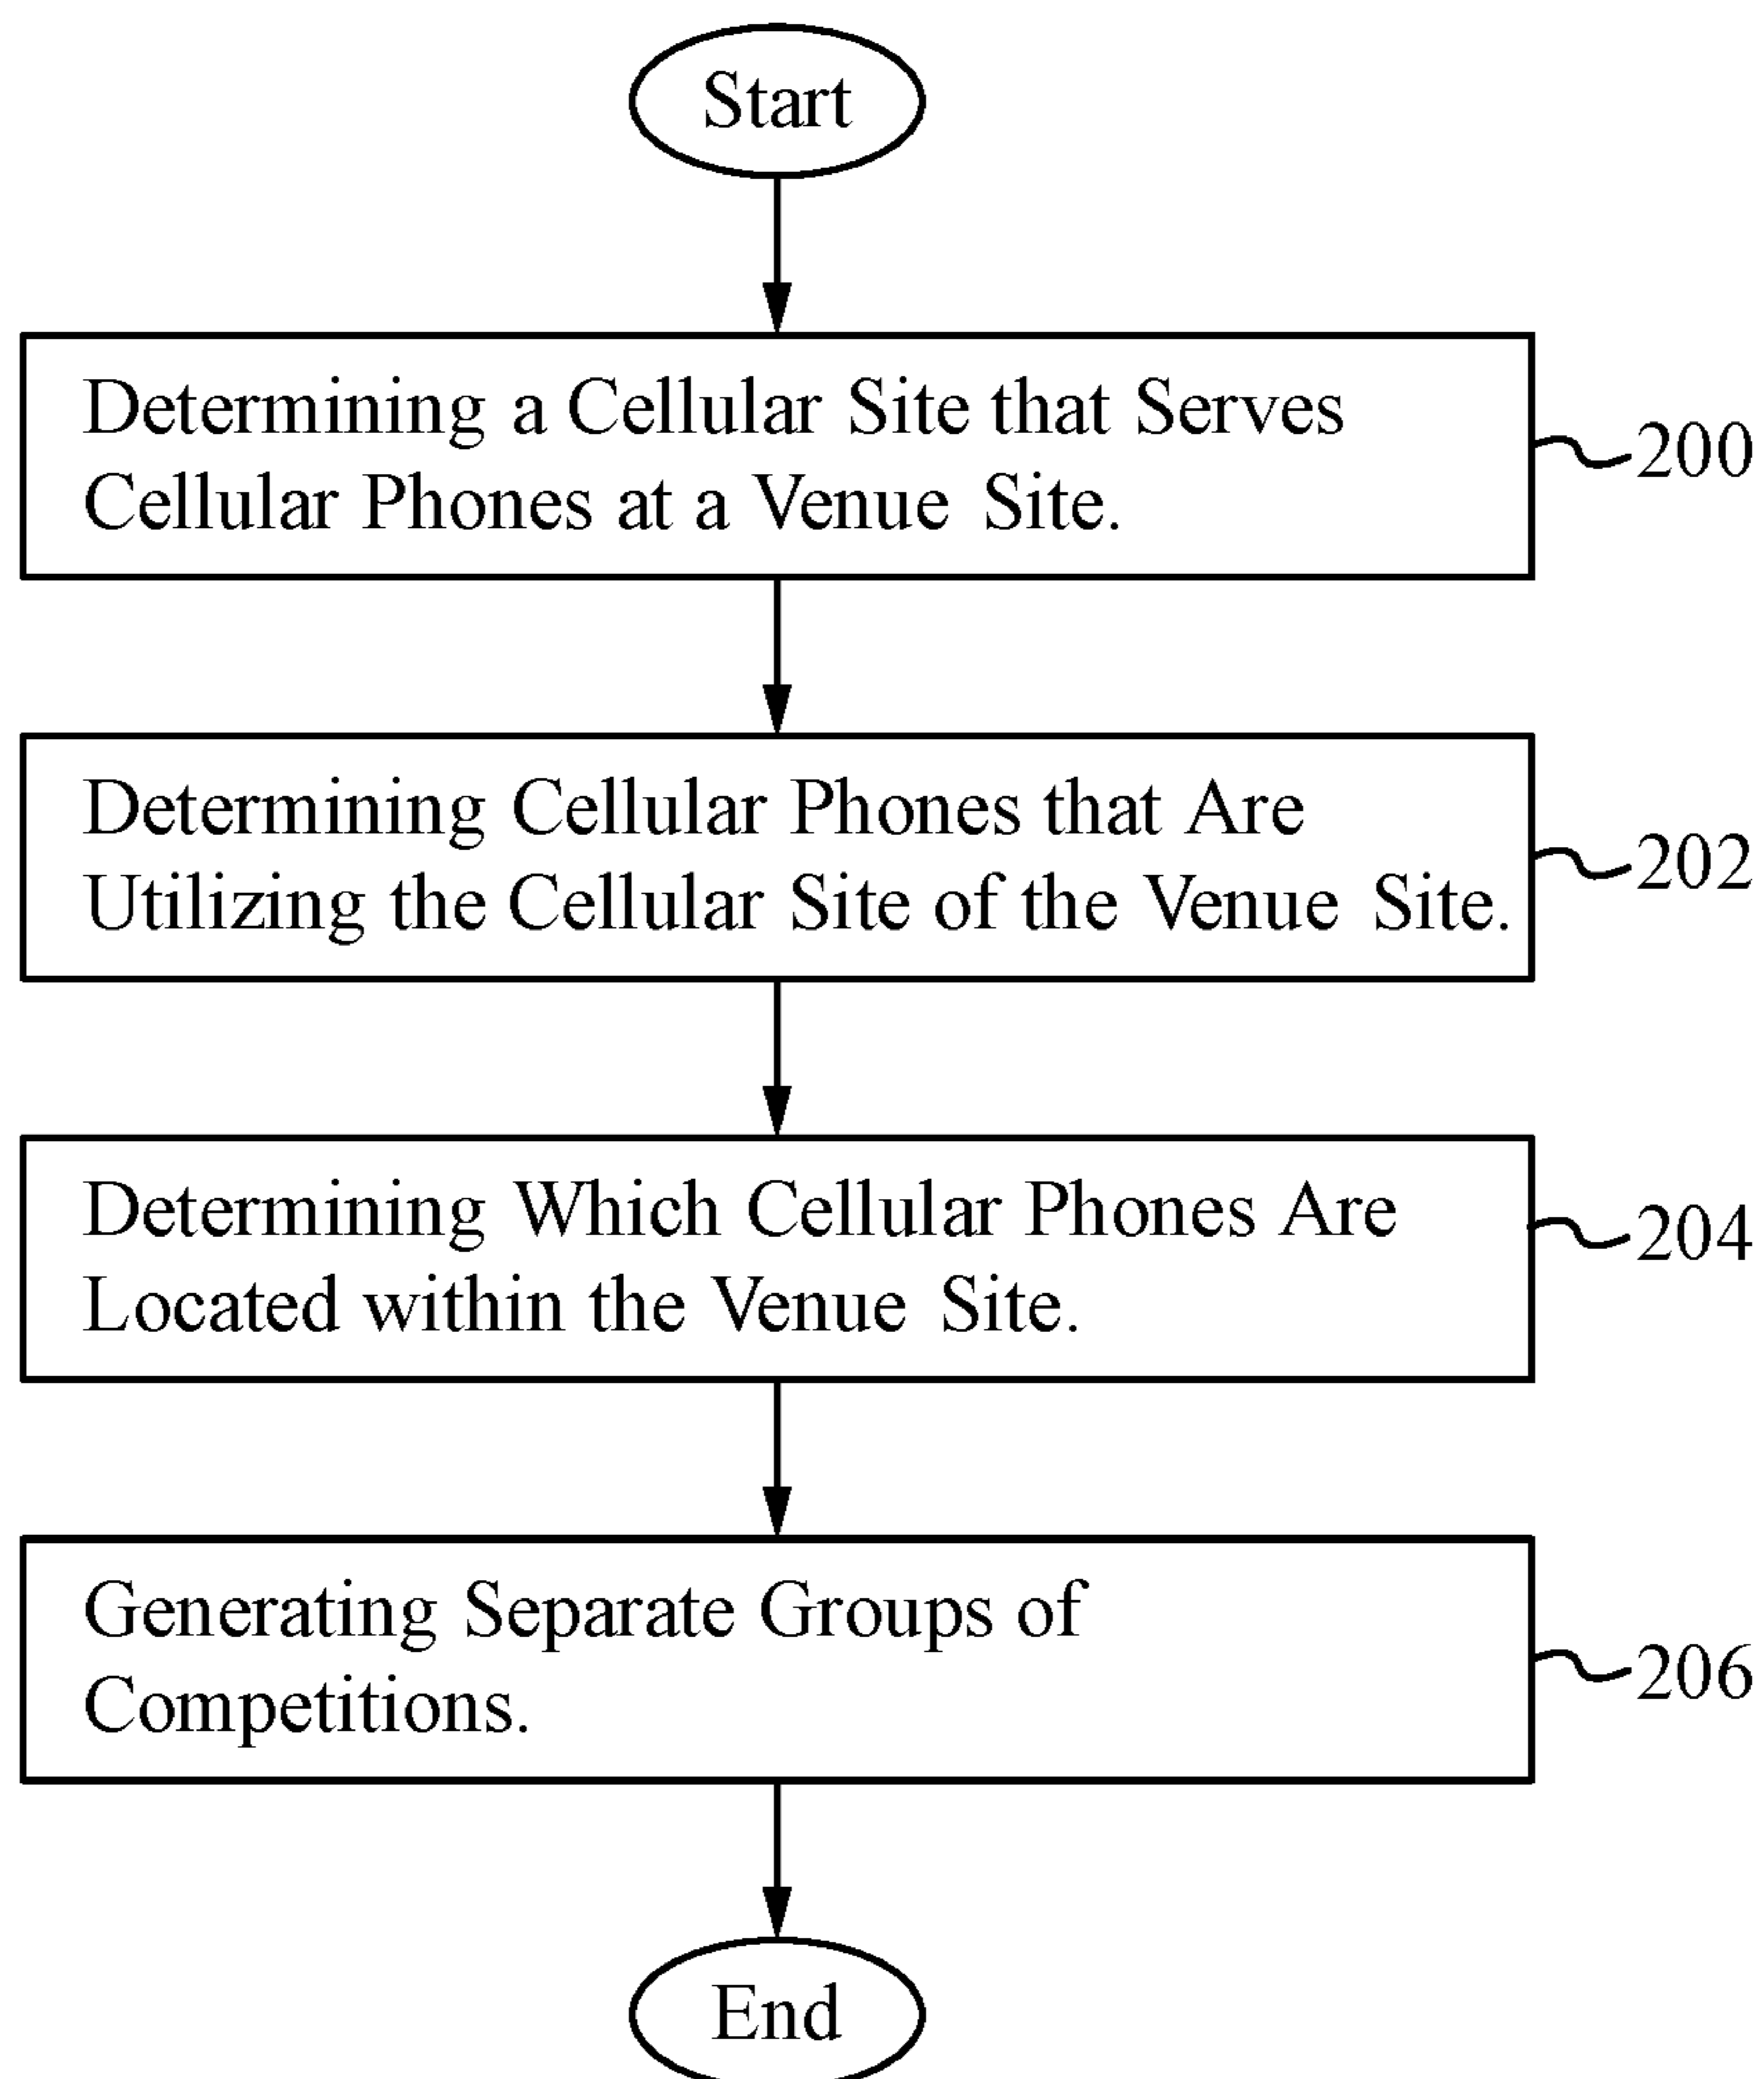 Start
Determining a Cellular Site that Serves
Cellular Phones at a Venue Site.
200
Determining Cellular Phones that Are
Utilizing the Cellular Site of the Venue Site.
202
Determining Which Cellular Phones Are
Located within the Venue Site.
204
Generating Separate Groups of
Competitions.
206
End